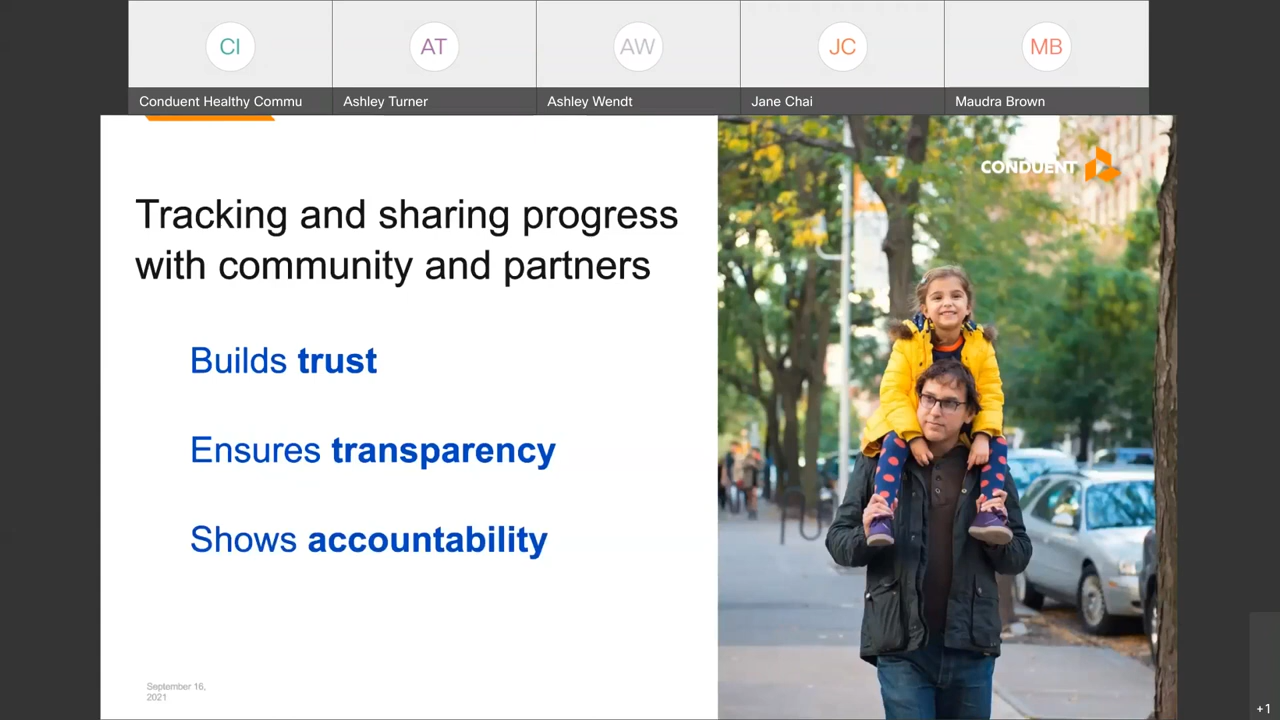 CI
AT
AW
JC
MB
Conduent Healthy Commu
Ashley Turner
Ashley Wendt
Jane Chai
Maudra Brown
CONDUENT
Tracking and sharing progress
with community and partners
Builds trust
Ensures transparency
Shows accountability
September 16,
2021
+1